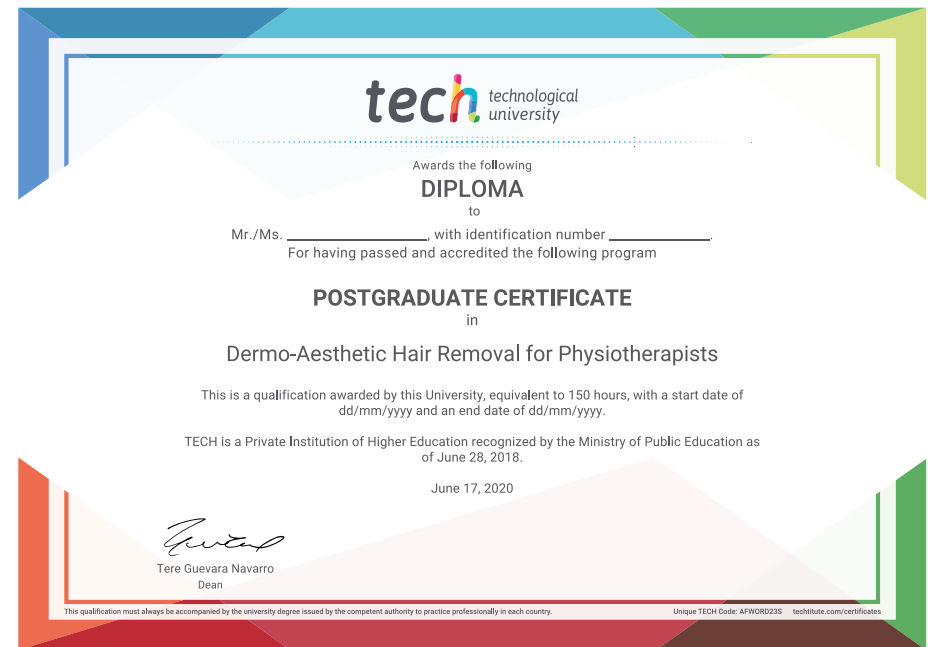 tech technological
university
Awards the following
DIPLOMA
to
Mr./Ms. ____________________, with identification number ______________.
For having passed and accredited the following program
POSTGRADUATE CERTIFICATE
in
Dermo-Aesthetic Hair Removal for Physiotherapists
This is a qualification awarded by this University, equivalent to 150 hours, with a start date of
dd/mm/yyyy and an end date of dd/mm/yyyy.
TECH is a Private Institution of Higher Education recognized by the Ministry of Public Education as
of June 28, 2018.
June 17, 2020
Tere Guevara Navarro
Dean
This qualification must always be accompanied by the university degree issued by the competent authority to practice professionally in each country. Unique TECH Code: AFWORD23S techtitute.com/certificates